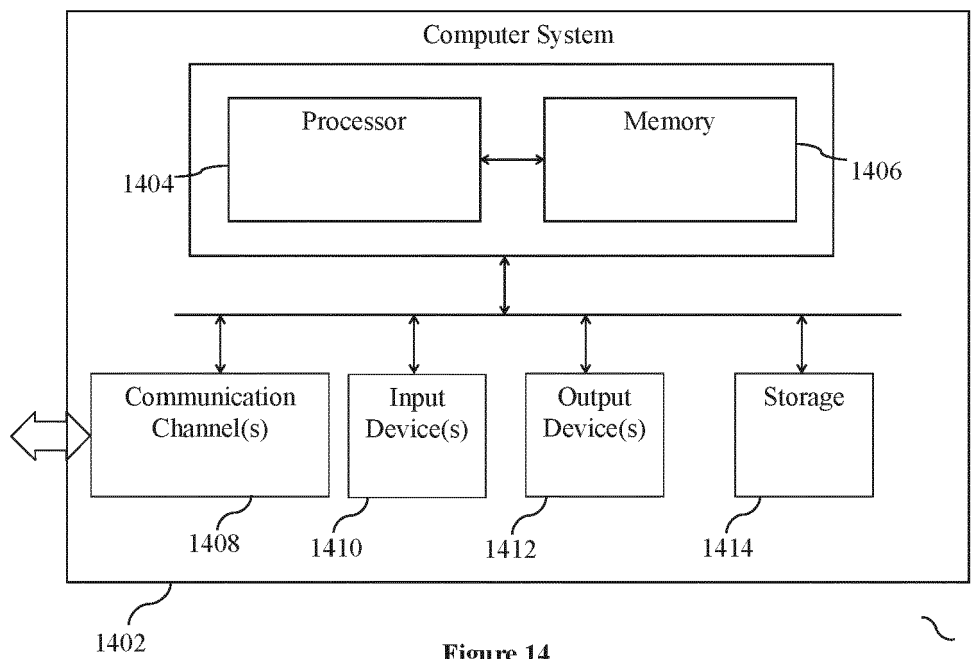 Computer System
Processor
Memory
1404
1406
Communication
Channel(s)
Input
Device(s)
Output
Device(s)
Storage
1408
1410
1412
1414
1402
Figure 14